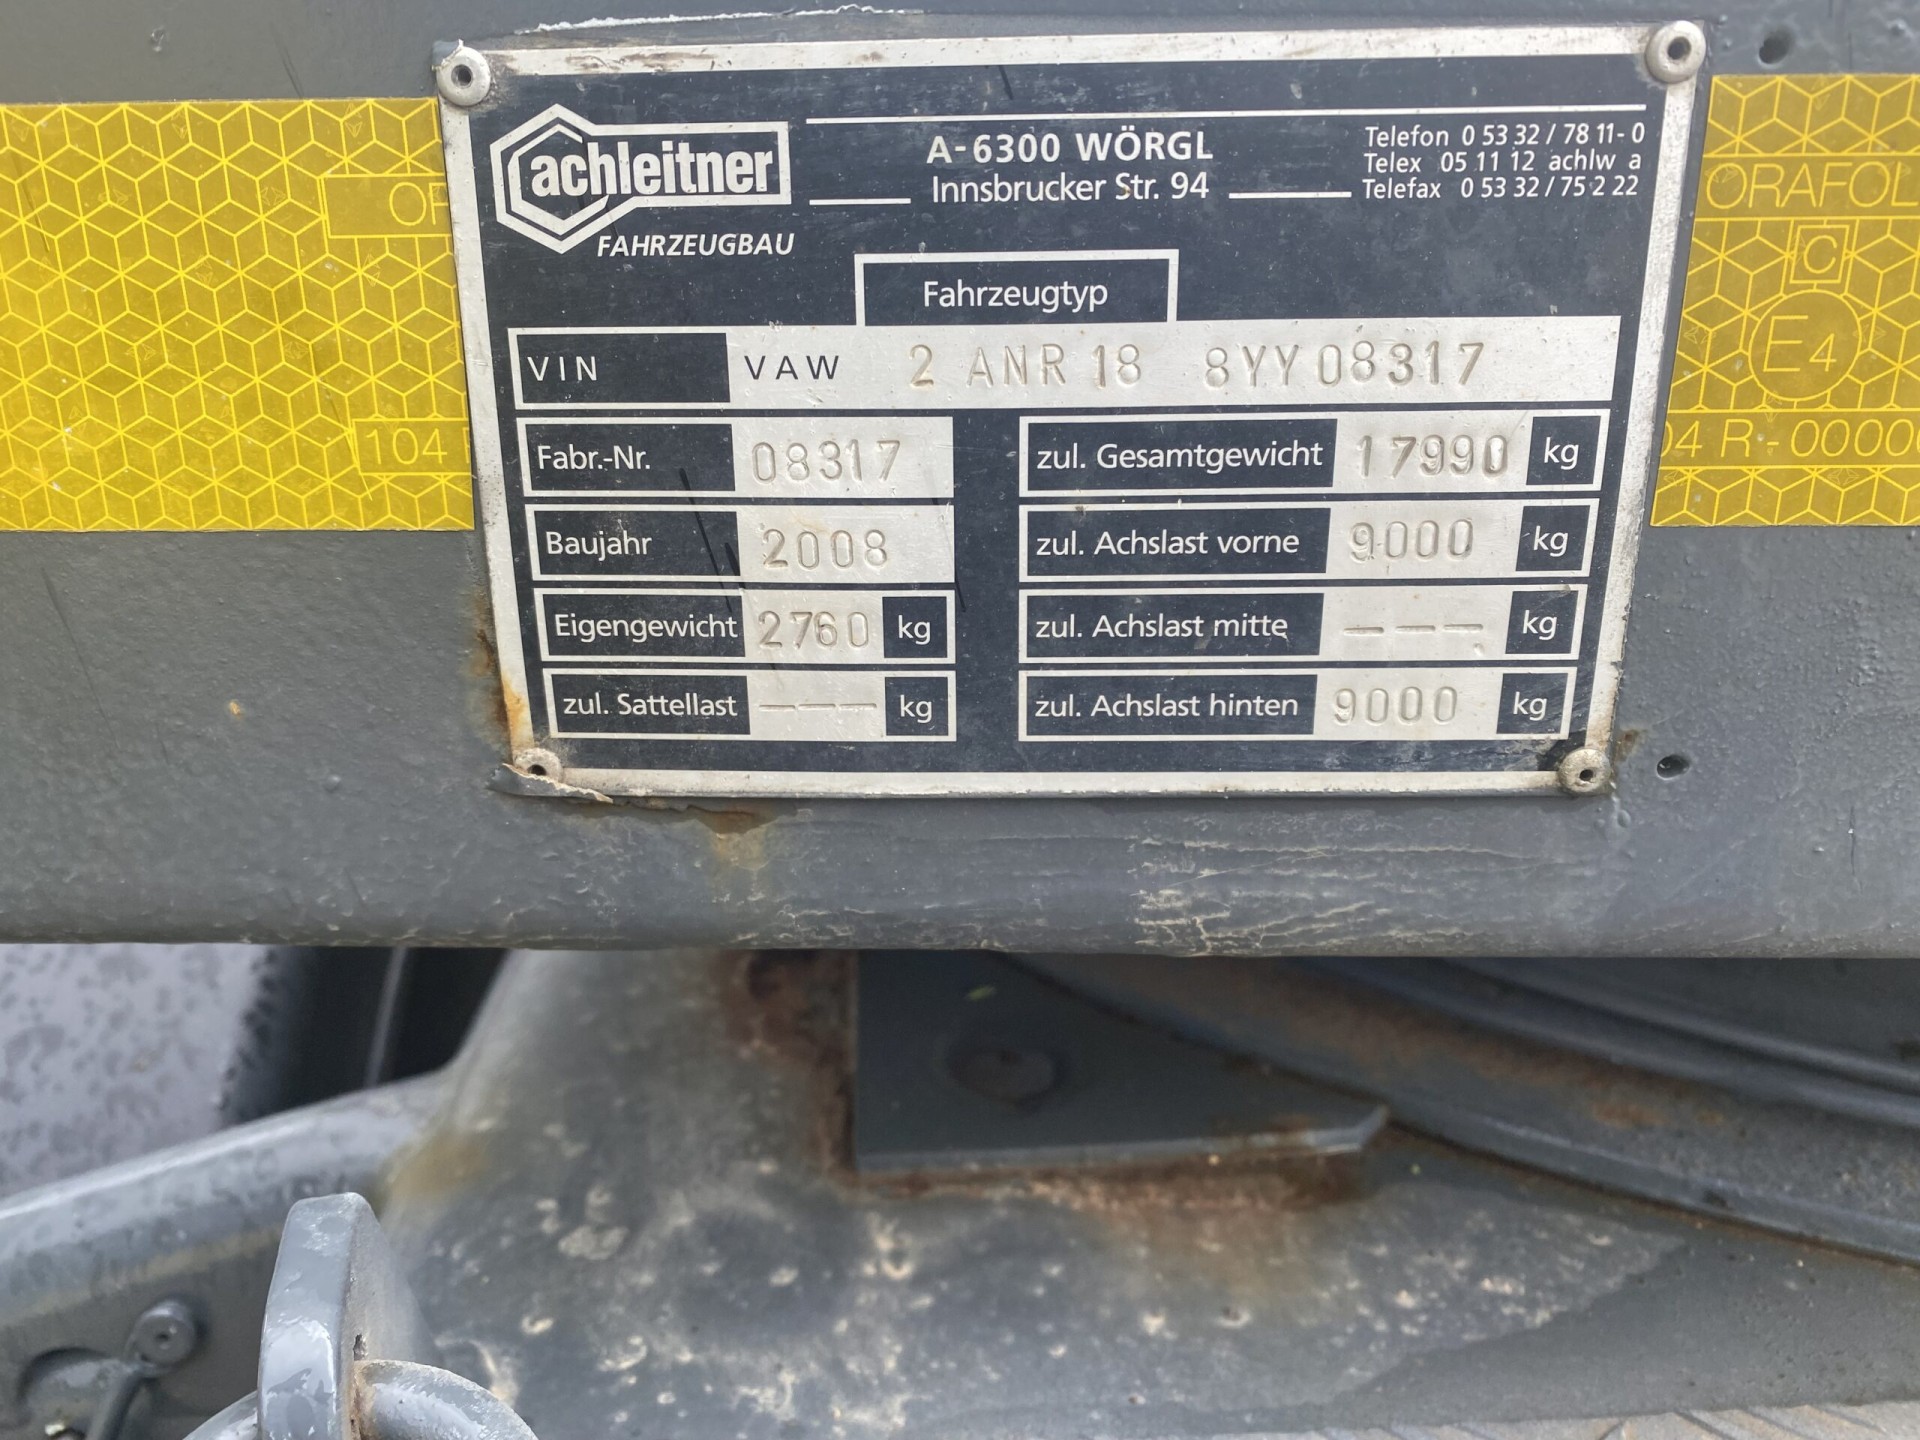 achleitner
FAHRZEUGBAU
A-6300 WÖRGL
Innsbrucker Str. 94
Telefon 0 53 32 / 78 11-0
Telex 05 11 12 achlw a
Telefax 0 53 32 / 75 2 22
Fahrzeugtyp
VIN VAW 2 ANR 18 8YY08317
Fabr.-Nr. 08317
zul. Gesamtgewicht 17990 kg
Baujahr 2008
zul. Achslast vorne 9000 kg
Eigengewicht 2760 kg
zul. Achslast mitte --- kg
zul. Sattellast --- kg
zul. Achslast hinten 9000 kg
104
ORAFOL
C
E4
04 R - 0000